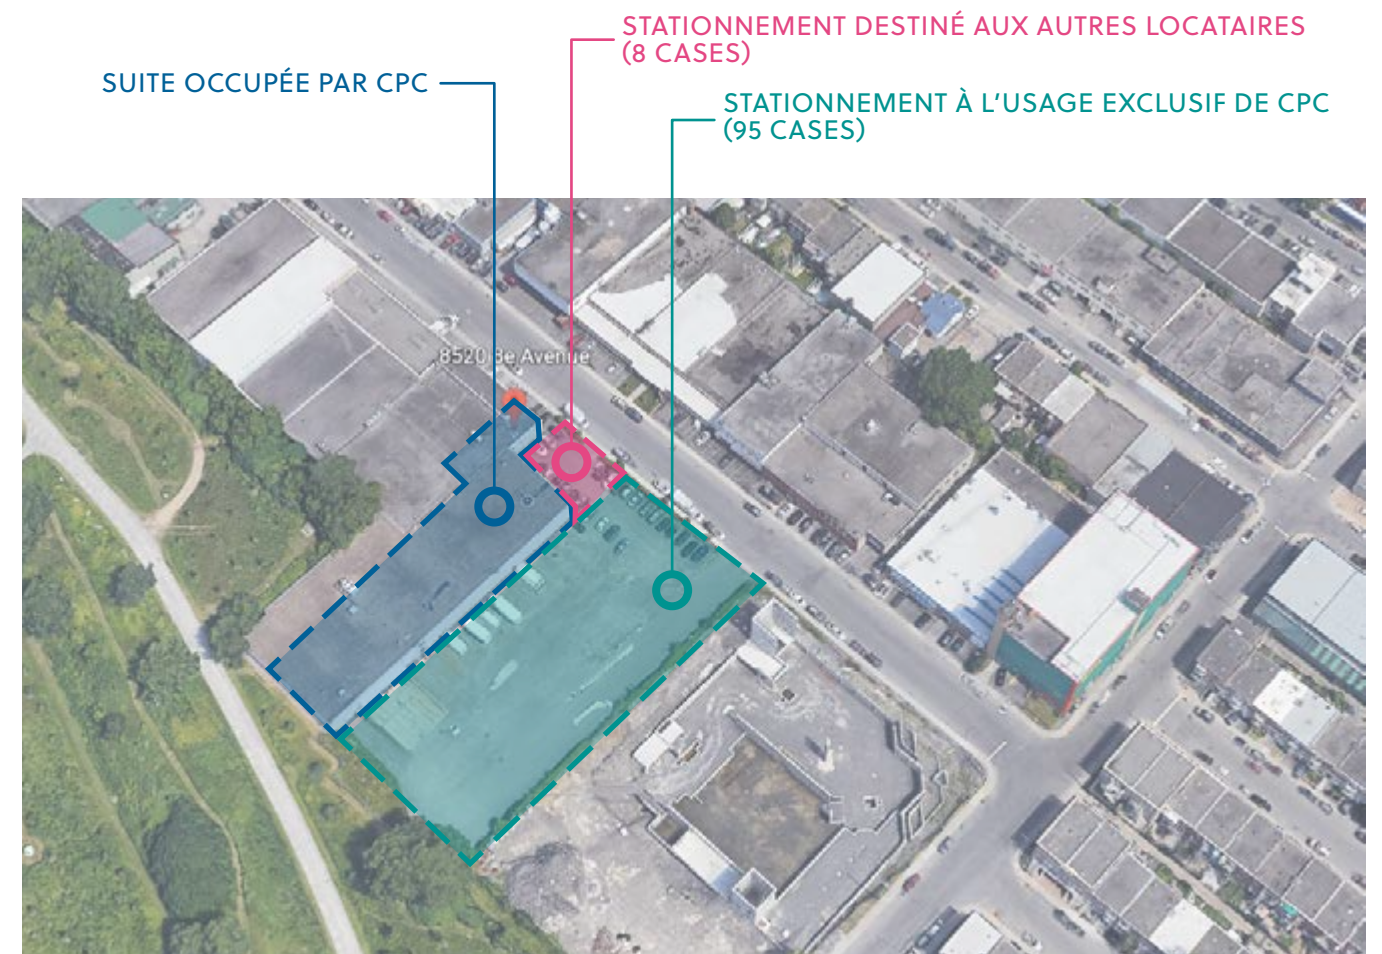 STATIONNEMENT DESTINÉ AUX AUTRES LOCATAIRES
(8 CASES)
SUITE OCCUPÉE PAR CPC
STATIONNEMENT À L'USAGE EXCLUSIF DE CPC
(95 CASES)
8520 8e Avenue